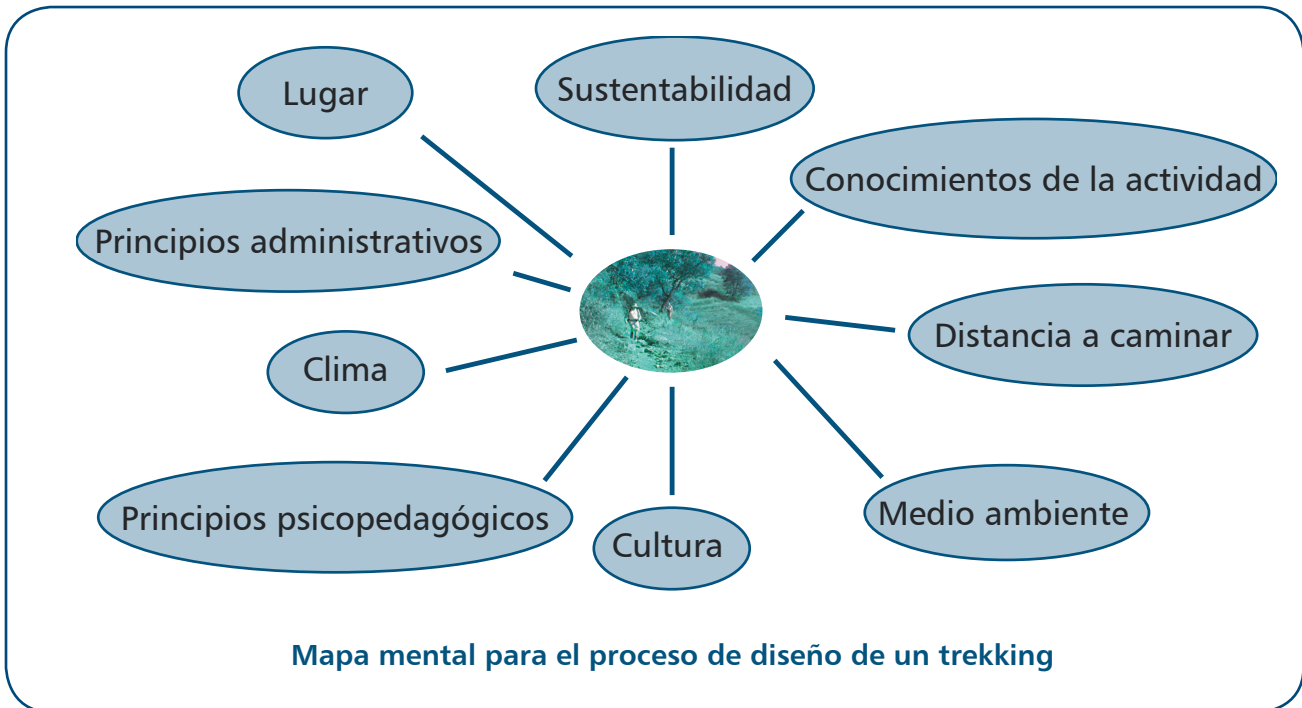 Lugar
Sustentabilidad
Conocimientos de la actividad
Principios administrativos
Distancia a caminar
Clima
Medio ambiente
Principios psicopedagógicos
Cultura
Mapa mental para el proceso de diseño de un trekking